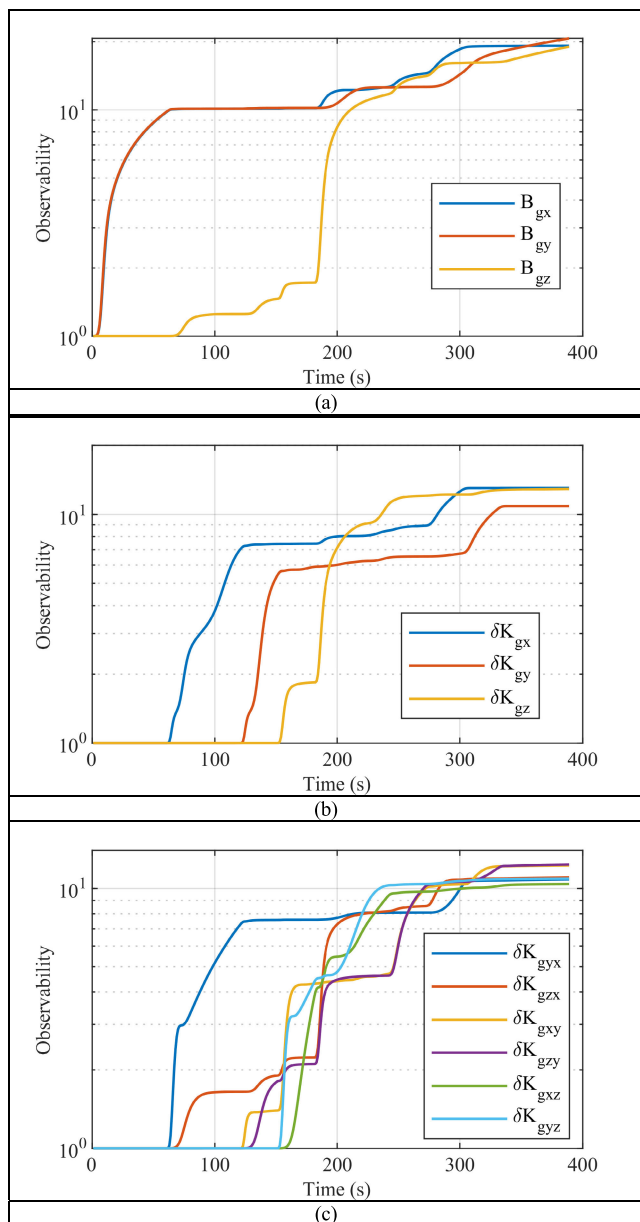 Observability
10^1
10^0
B_gx
B_gy
B_gz
0 100 200 300 400
Time (s)
(a)
Observability
10^1
10^0
δK_gx
δK_gy
δK_gz
0 100 200 300 400
Time (s)
(b)
Observability
10^1
10^0
δK_gyx
δK_gzx
δK_gxy
δK_gzy
δK_gxz
δK_gyz
0 100 200 300 400
Time (s)
(c)